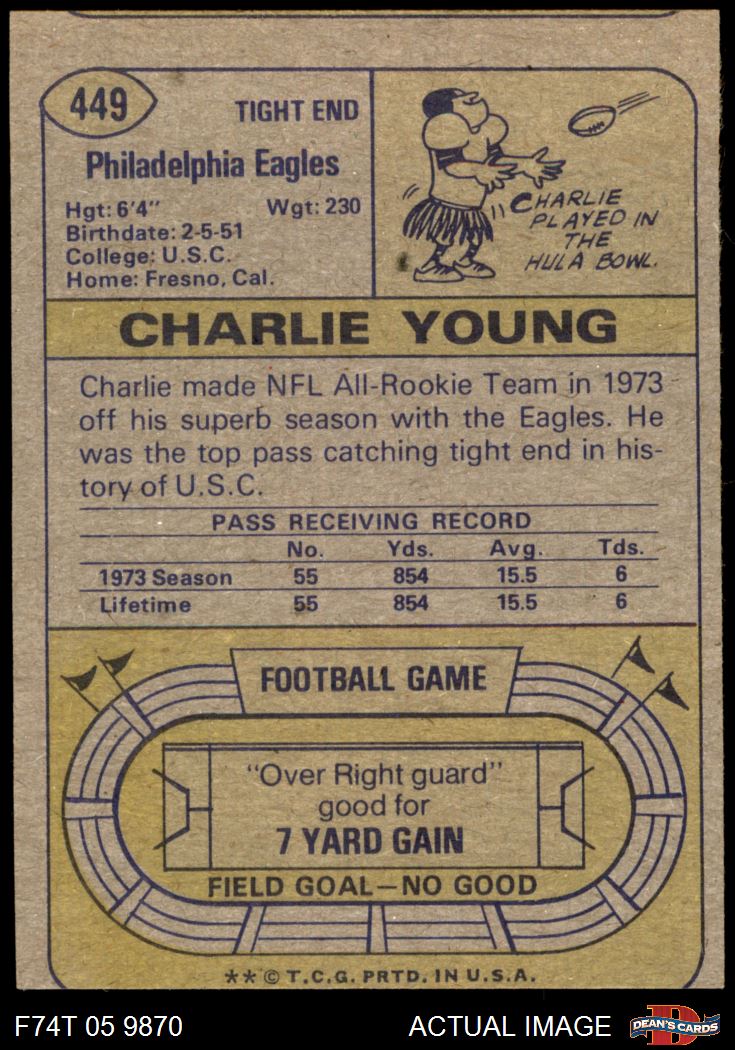 449
TIGHT END
Philadelphia Eagles
Hgt: 6'4" Wgt: 230
Birthdate: 2-5-51
College: U.S.C.
Home: Fresno, Cal.
CHARLIE
PLAYED IN
THE
HULA BOWL.
CHARLIE YOUNG
Charlie made NFL All-Rookie Team in 1973
off his superb season with the Eagles. He
was the top pass catching tight end in his-
tory of U.S.C.
PASS RECEIVING RECORD
No. Yds. Avg. Tds.
1973 Season 55 854 15.5 6
Lifetime 55 854 15.5 6
FOOTBALL GAME
"Over Right guard"
good for
7 YARD GAIN
FIELD GOAL—NO GOOD
** © T.C.G. PRTD. IN U.S.A.
F74T 05 9870 ACTUAL IMAGE D DEAN'S CARDS